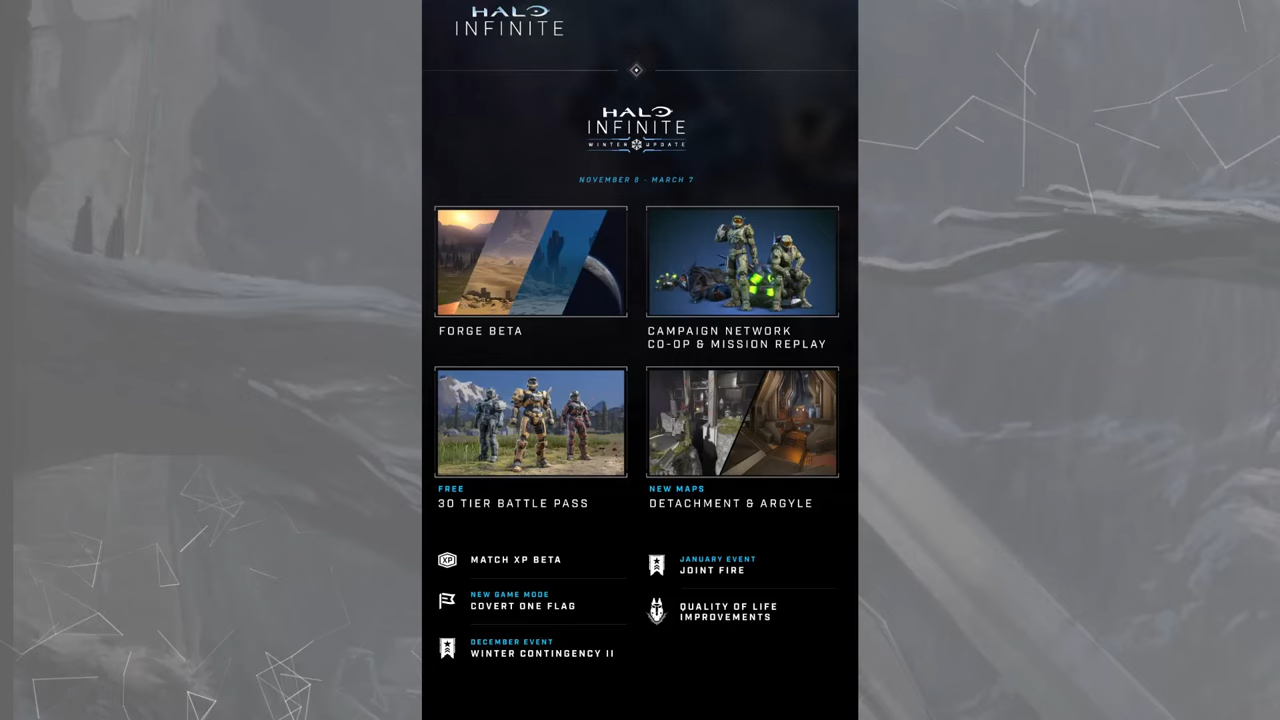 HALO
INFINITE
HALO
INFINITE
WINTER UPDATE
NOVEMBER 8 - MARCH 7
FORGE BETA
CAMPAIGN NETWORK
CO-OP & MISSION REPLAY
FREE
30 TIER BATTLE PASS
NEW MAPS
DETACHMENT & ARGYLE
XP
MATCH XP BETA
NEW GAME MODE
COVERT ONE FLAG
DECEMBER EVENT
WINTER CONTINGENCY II
JANUARY EVENT
JOINT FIRE
QUALITY OF LIFE
IMPROVEMENTS